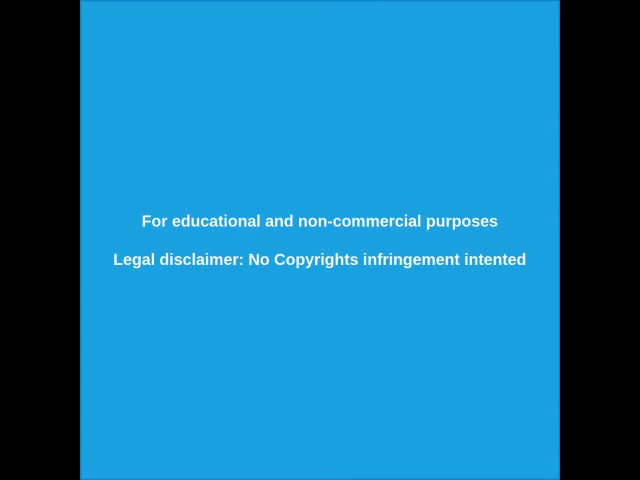 For educational and non-commercial purposes
Legal disclaimer: No Copyrights infringement intented